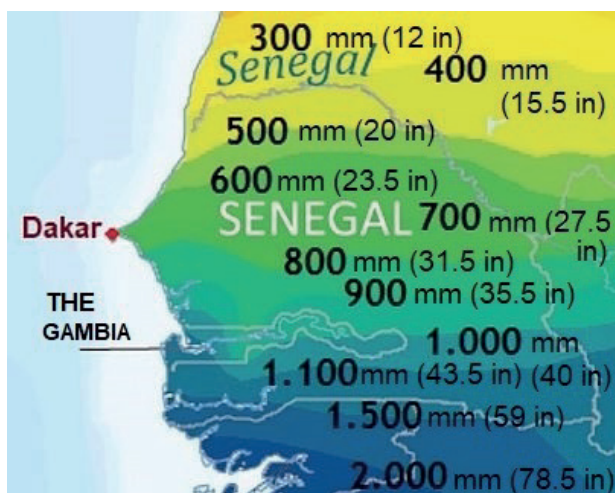 300 mm (12 in)
Senegal
400 mm
(15.5 in)
500 mm (20 in)
600 mm (23.5 in)
Dakar
SENEGAL
700 mm (27.5
in)
800 mm (31.5 in)
900 mm (35.5 in)
THE
GAMBIA
1.000 mm
1.100 mm (43.5 in) (40 in)
1.500 mm (59 in)
2.000 mm (78.5 in)